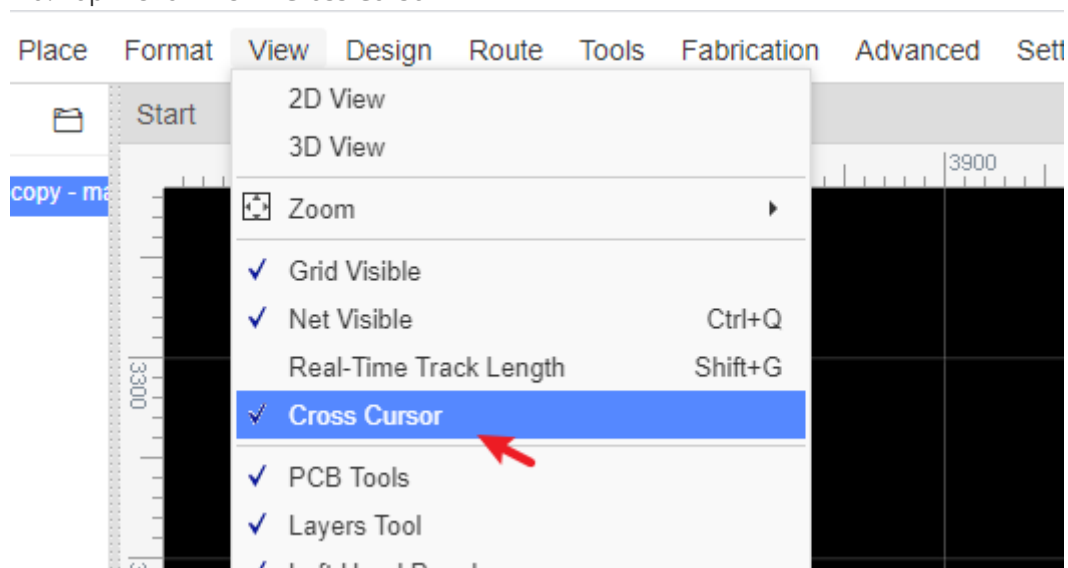 Place Format View Design Route Tools Fabrication Advanced Sett
Start
copy - ma
2D View
3D View
3900
Zoom
Grid Visible
Net Visible Ctrl+Q
Real-Time Track Length Shift+G
3300
Cross Cursor
PCB Tools
Layers Tool